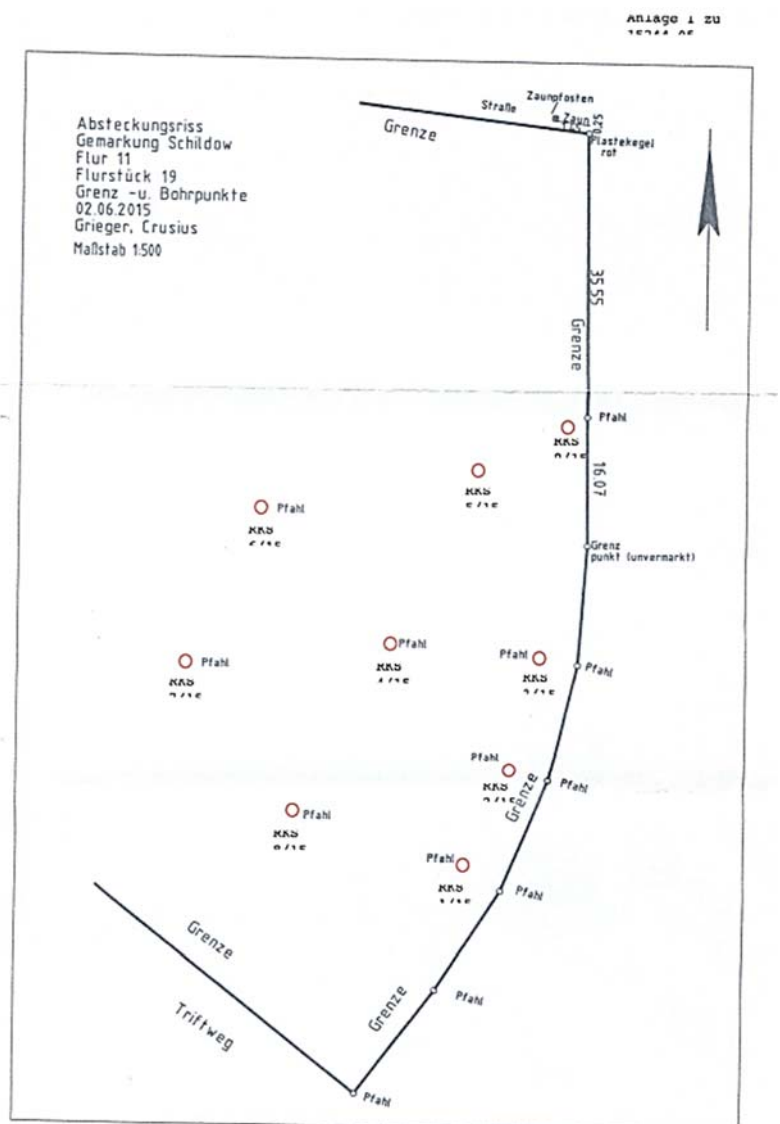 Anlage 1 zu
Absteckungsriss
Gemarkung Schildow
Flur 11
Flurstück 19
Grenz -u. Bohrpunkte
02.06.2015
Grieger, Crusius
Maßstab 1:500
Zaunpfosten
Straße
Zaun
0.25
Grenze
Plastekegel
rot
35.55
Grenze
Pfahl
RKS
16.07
RKS
Pfahl
RKS
Grenz
punkt (unvermarkt)
Pfahl
RKS
Pfahl
RKS
Pfahl
RKS
Pfahl
Pfahl
RKS
Pfahl
Grenze
Pfahl
RKS
Pfahl
RKS
Pfahl
Grenze
Triftweg
Grenze
Pfahl
Pfahl